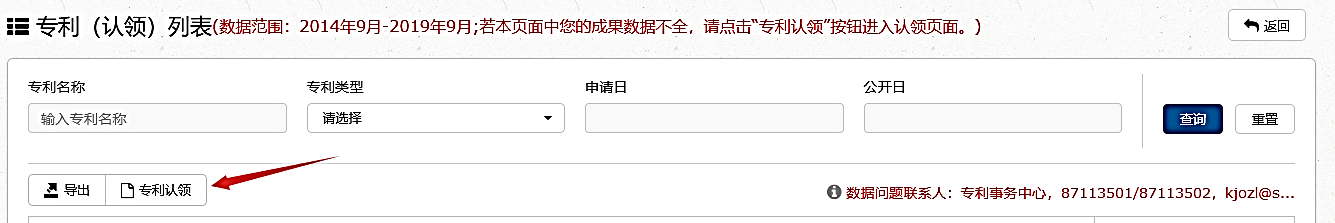 专利（认领）列表(数据范围：2014年9月-2019年9月;若本页面中您的成果数据不全，请点击“专利认领”按钮进入认领页面。)
返回
专利名称 专利类型 申请日 公开日
输入专利名称 请选择 查询 重置
导出 专利认领 数据问题联系人：专利事务中心，87113501/87113502，kjozl@s...